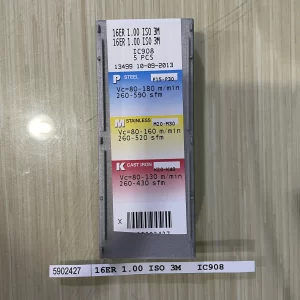 16ER 1.00 ISO 3M
16ER 1.00 ISO 3M
IC908
5 PCS
13499 10-09-2013
P STEEL P15-P30
Vc=80-180 m/min
260-590 sfm
M STAINLESS M20-M30
Vc=80-160 m/min
260-520 sfm
K CAST IRON
Vc=80-130 m/min
260-430 sfm
X
5902427 16ER 1.00 ISO 3M IC908